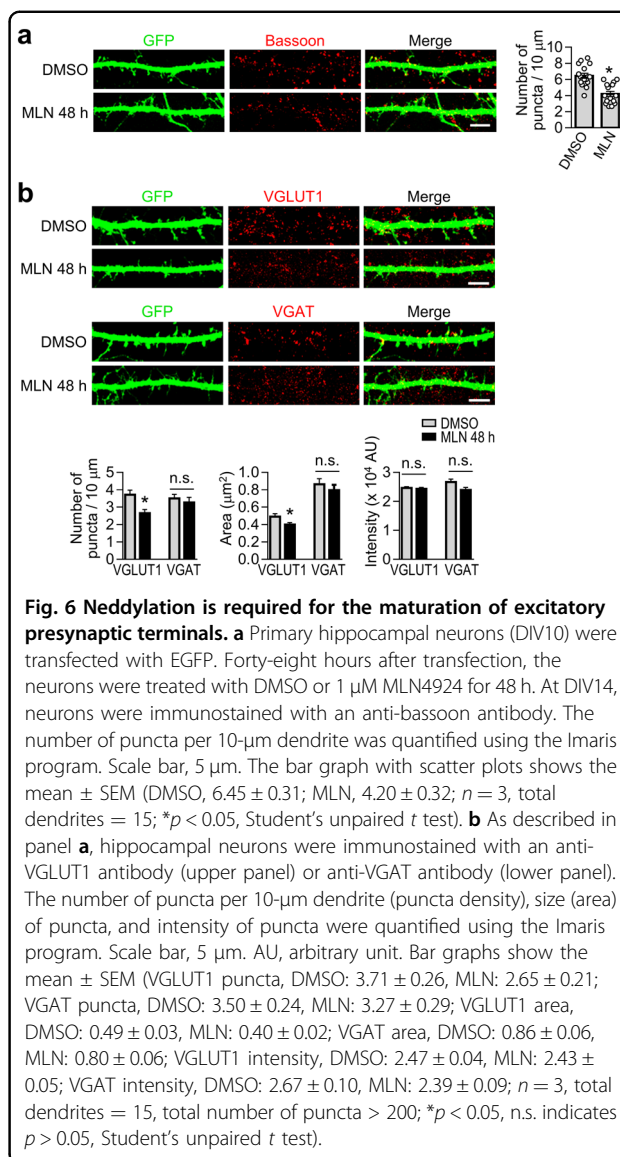 a
GFP Bassoon Merge
DMSO
MLN 48 h
Number of
puncta / 10 μm
10
8
6
4
2
0
*
DMSO
MLN
b
GFP VGLUT1 Merge
DMSO
MLN 48 h
GFP VGAT Merge
DMSO
MLN 48 h
DMSO
MLN 48 h
Number of
puncta / 10 μm
5
4
3
2
1
0
*
n.s.
VGLUT1 VGAT
Area (μm²)
1.0
0.8
0.6
0.4
0.2
0
*
n.s.
VGLUT1 VGAT
Intensity (x 10⁴ AU)
3
2
1
0
n.s.
n.s.
VGLUT1 VGAT
Fig. 6 Neddylation is required for the maturation of excitatory
presynaptic terminals. a Primary hippocampal neurons (DIV10) were
transfected with EGFP. Forty-eight hours after transfection, the
neurons were treated with DMSO or 1 μM MLN4924 for 48 h. At DIV14,
neurons were immunostained with an anti-bassoon antibody. The
number of puncta per 10-μm dendrite was quantified using the Imaris
program. Scale bar, 5 μm. The bar graph with scatter plots shows the
mean ± SEM (DMSO, 6.45 ± 0.31; MLN, 4.20 ± 0.32; n = 3, total
dendrites = 15; *p < 0.05, Student's unpaired t test). b As described in
panel a, hippocampal neurons were immunostained with an anti-
VGLUT1 antibody (upper panel) or anti-VGAT antibody (lower panel).
The number of puncta per 10-μm dendrite (puncta density), size (area)
of puncta, and intensity of puncta were quantified using the Imaris
program. Scale bar, 5 μm. AU, arbitrary unit. Bar graphs show the
mean ± SEM (VGLUT1 puncta, DMSO: 3.71 ± 0.26, MLN: 2.65 ± 0.21;
VGAT puncta, DMSO: 3.50 ± 0.24, MLN: 3.27 ± 0.29; VGLUT1 area,
DMSO: 0.49 ± 0.03, MLN: 0.40 ± 0.02; VGAT area, DMSO: 0.86 ± 0.06,
MLN: 0.80 ± 0.06; VGLUT1 intensity, DMSO: 2.47 ± 0.04, MLN: 2.43 ±
0.05; VGAT intensity, DMSO: 2.67 ± 0.10, MLN: 2.39 ± 0.09; n = 3, total
dendrites = 15, total number of puncta > 200; *p < 0.05, n.s. indicates
p > 0.05, Student's unpaired t test).